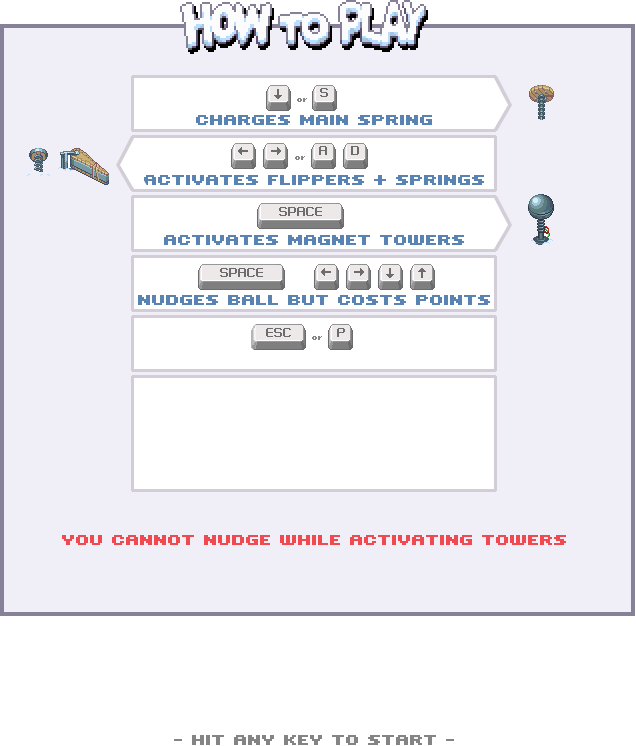 HOW TO PLAY
↓ or S
CHARGES MAIN SPRING
← → or A D
ACTIVATES FLIPPERS + SPRINGS
SPACE
ACTIVATES MAGNET TOWERS
SPACE ← → ↓ ↑
NUDGES BALL BUT COSTS POINTS
ESC or P
YOU CANNOT NUDGE WHILE ACTIVATING TOWERS
- HIT ANY KEY TO START -